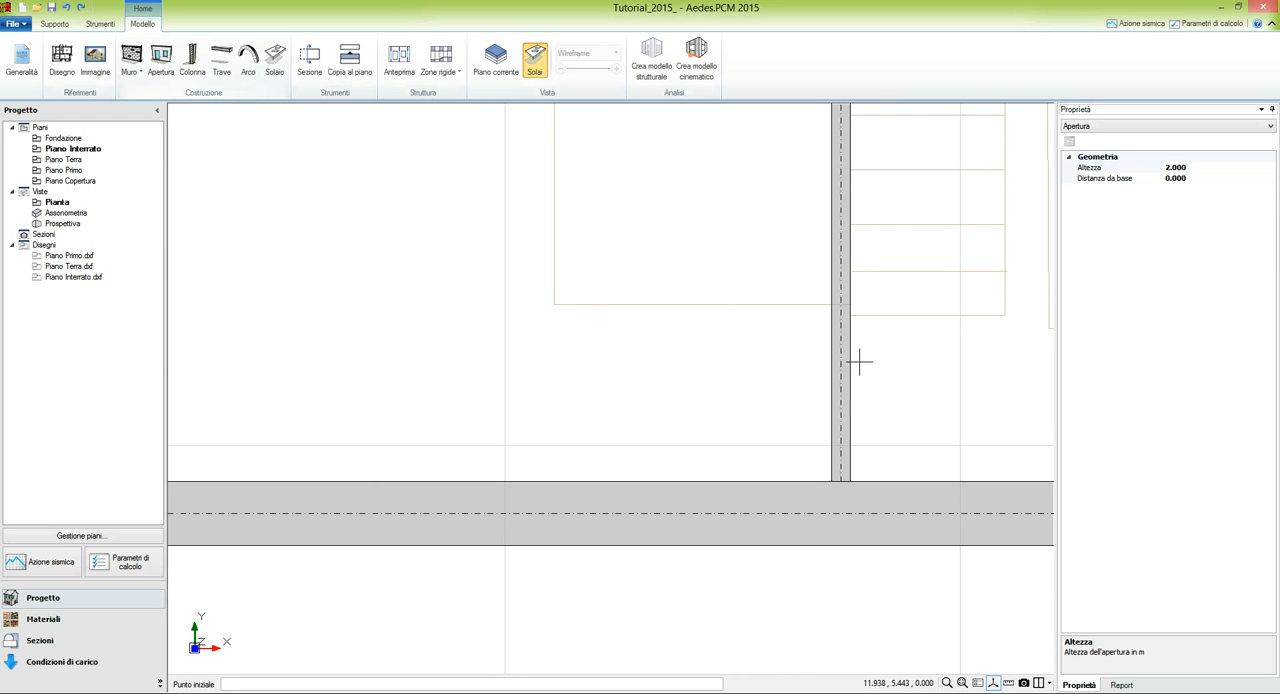 Tutorial_2015_ - Aedes.PCM 2015
Home
File Supporto Strumenti Modello
Azione sismica Parametri di calcolo
Generalità
Disegno Immagine
Muro Apertura Colonna Trave Arco Solaio
Sezione Copia al piano
Anteprima Zone rigide
Piano corrente Solai
Wireframe
Crea modello strutturale
Crea modello cinematico
Riferimenti Costruzione Strumenti Struttura Vista Analisi
Progetto
Piani
Fondazione
Piano Interrato
Piano Terra
Piano Primo
Piano Copertura
Viste
Pianta
Assonometria
Prospettiva
Sezioni
Disegni
Piano Primo.dxf
Piano Terra.dxf
Piano Interrato.dxf
Gestione piani...
Azione sismica
Parametri di calcolo
Progetto
Materiali
Sezioni
Condizioni di carico
Y
Z X
Punto iniziale
11.938 , 5.443 , 0.000
Proprietà
Apertura
Geometria
Altezza 2.000
Distanza da base 0.000
Altezza
Altezza dell'apertura in m
Proprietà Report